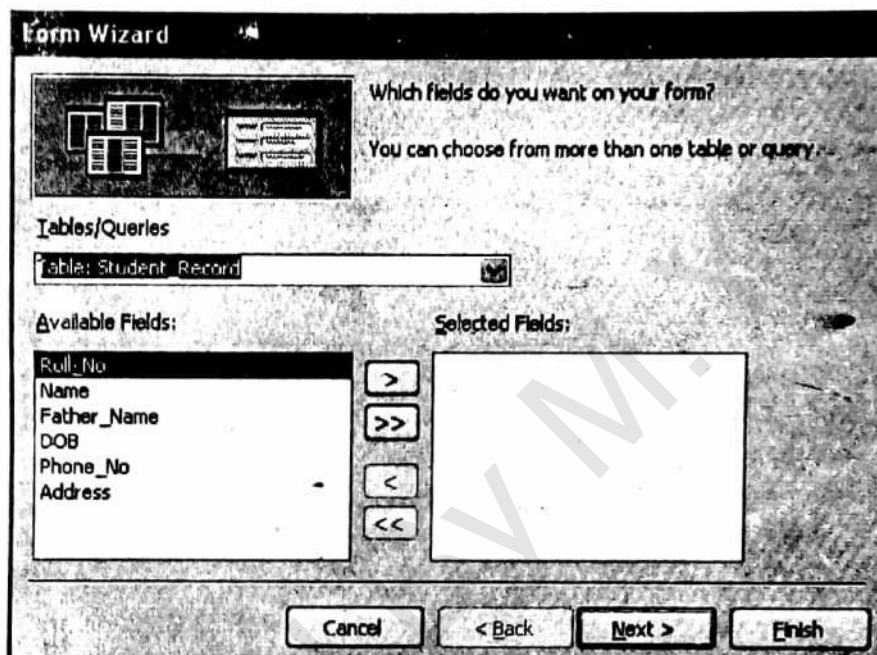 Form Wizard
Which fields do you want on your form?
You can choose from more than one table or query.
Tables/Queries
Table: Student_Record
Available Fields:
Selected Fields:
Roll_No
Name
Father_Name
DOB
Phone_No
Address
>
>>
<
<<
Cancel
< Back
Next >
Finish